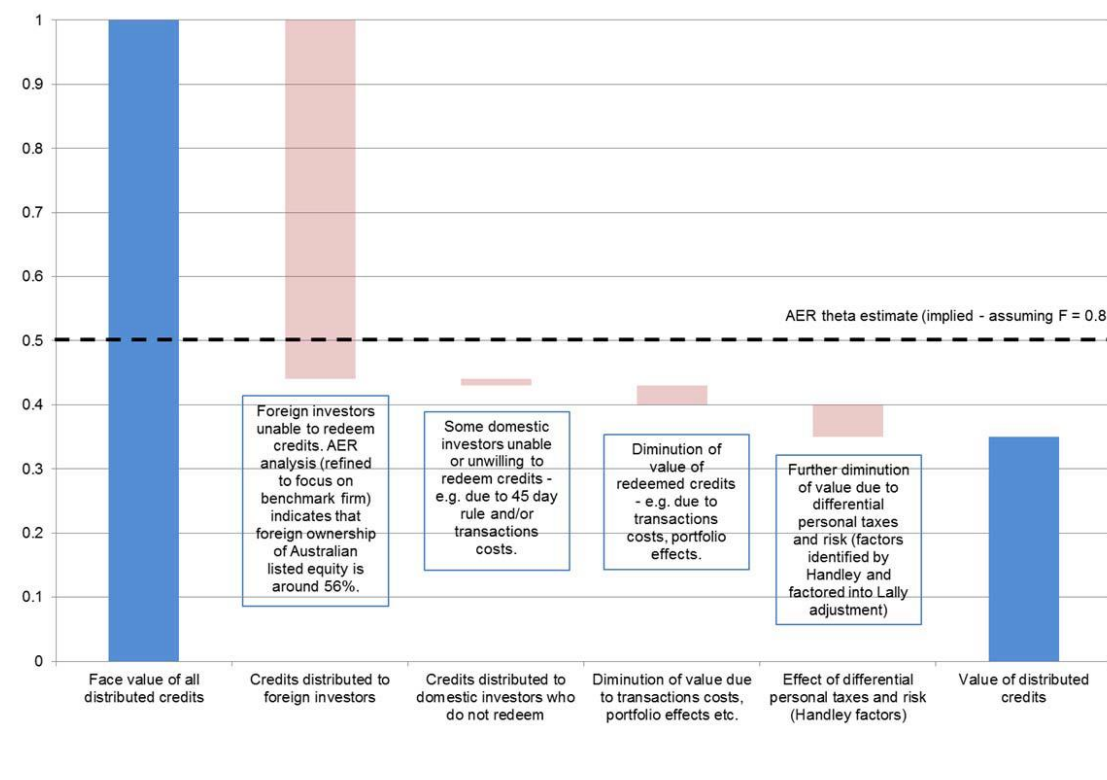 1
0.9
0.8
0.7
0.6
AER theta estimate (implied - assuming F = 0.8
0.5
0.4
0.3
0.2
0.1
0
Foreign investors
unable to redeem
credits. AER
analysis (refined
to focus on
benchmark firm)
indicates that
foreign ownership
of Australian
listed equity is
around 56%.
Some domestic
investors unable
or unwilling to
redeem credits -
e.g. due to 45 day
rule and/or
transactions
costs.
Diminution of
value of
redeemed credits
- e.g. due to
transactions
costs, portfolio
effects.
Further diminution
of value due to
differential
personal taxes
and risk (factors
identified by
Handley and
factored into Lally
adjustment)
Face value of all
distributed credits
Credits distributed to
foreign investors
Credits distributed to
domestic investors who
do not redeem
Diminution of value due
to transactions costs,
portfolio effects etc.
Effect of differential
personal taxes and risk
(Handley factors)
Value of distributed
credits